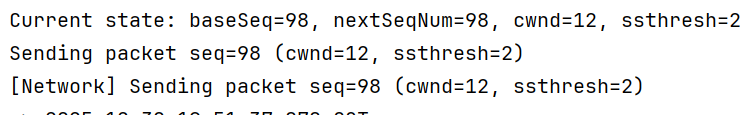 Current state: baseSeq=98, nextSeqNum=98, cwnd=12, ssthresh=2
Sending packet seq=98 (cwnd=12, ssthresh=2)
[Network] Sending packet seq=98 (cwnd=12, ssthresh=2)